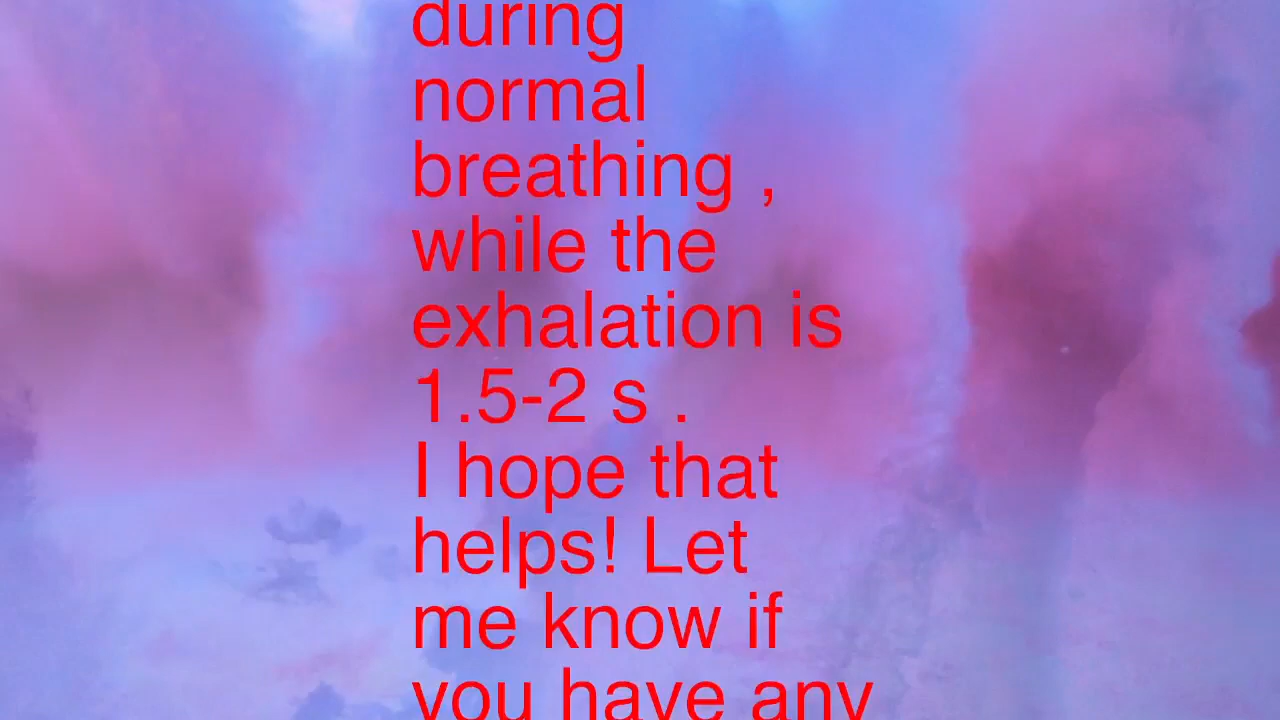 during
normal
breathing ,
while the
exhalation is
1.5-2 s .
I hope that
helps! Let
me know if
you have any